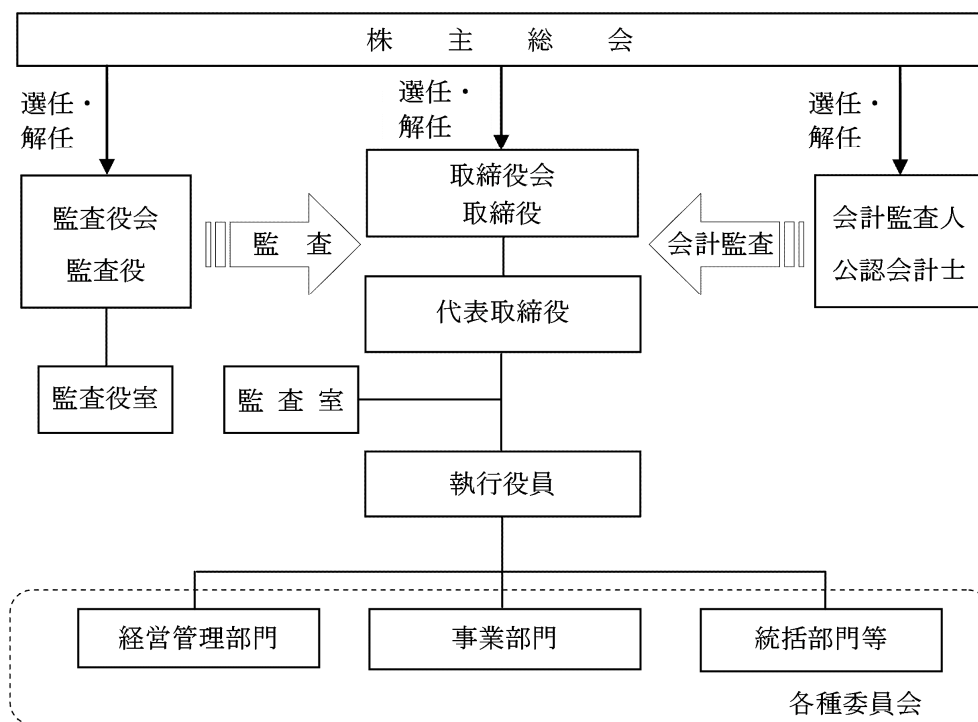 株主総会
選任・
解任
選任・
解任
選任・
解任
監査役会
監査役
監査
取締役会
取締役
会計監査
会計監査人
公認会計士
代表取締役
監査役室
監査室
執行役員
経営管理部門
事業部門
統括部門等
各種委員会